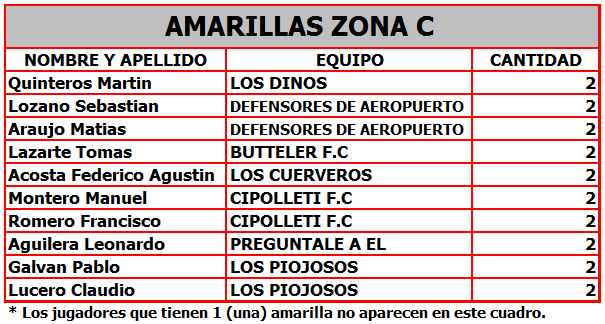 AMARILLAS ZONA C
NOMBRE Y APELLIDO EQUIPO CANTIDAD
Quinteros Martin LOS DINOS 2
Lozano Sebastian DEFENSORES DE AEROPUERTO 2
Araujo Matias DEFENSORES DE AEROPUERTO 2
Lazarte Tomas BUTTELER F.C 2
Acosta Federico Agustin LOS CUERVEROS 2
Montero Manuel CIPOLLETI F.C 2
Romero Francisco CIPOLLETI F.C 2
Aguilera Leonardo PREGUNTALE A EL 2
Galvan Pablo LOS PIOJOSOS 2
Lucero Claudio LOS PIOJOSOS 2
* Los jugadores que tienen 1 (una) amarilla no aparecen en este cuadro.